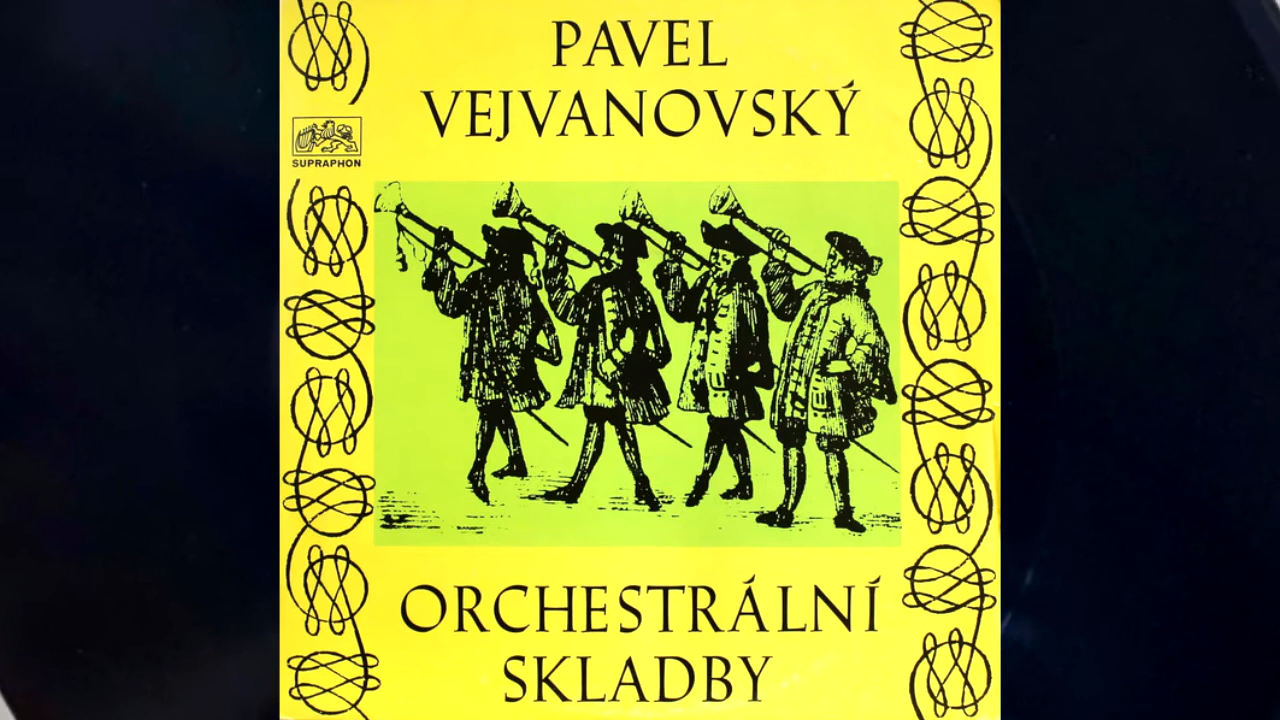 PAVEL
VEJVANOVSKÝ
SUPRAPHON
ORCHESTRÁLNÍ
SKLADBY